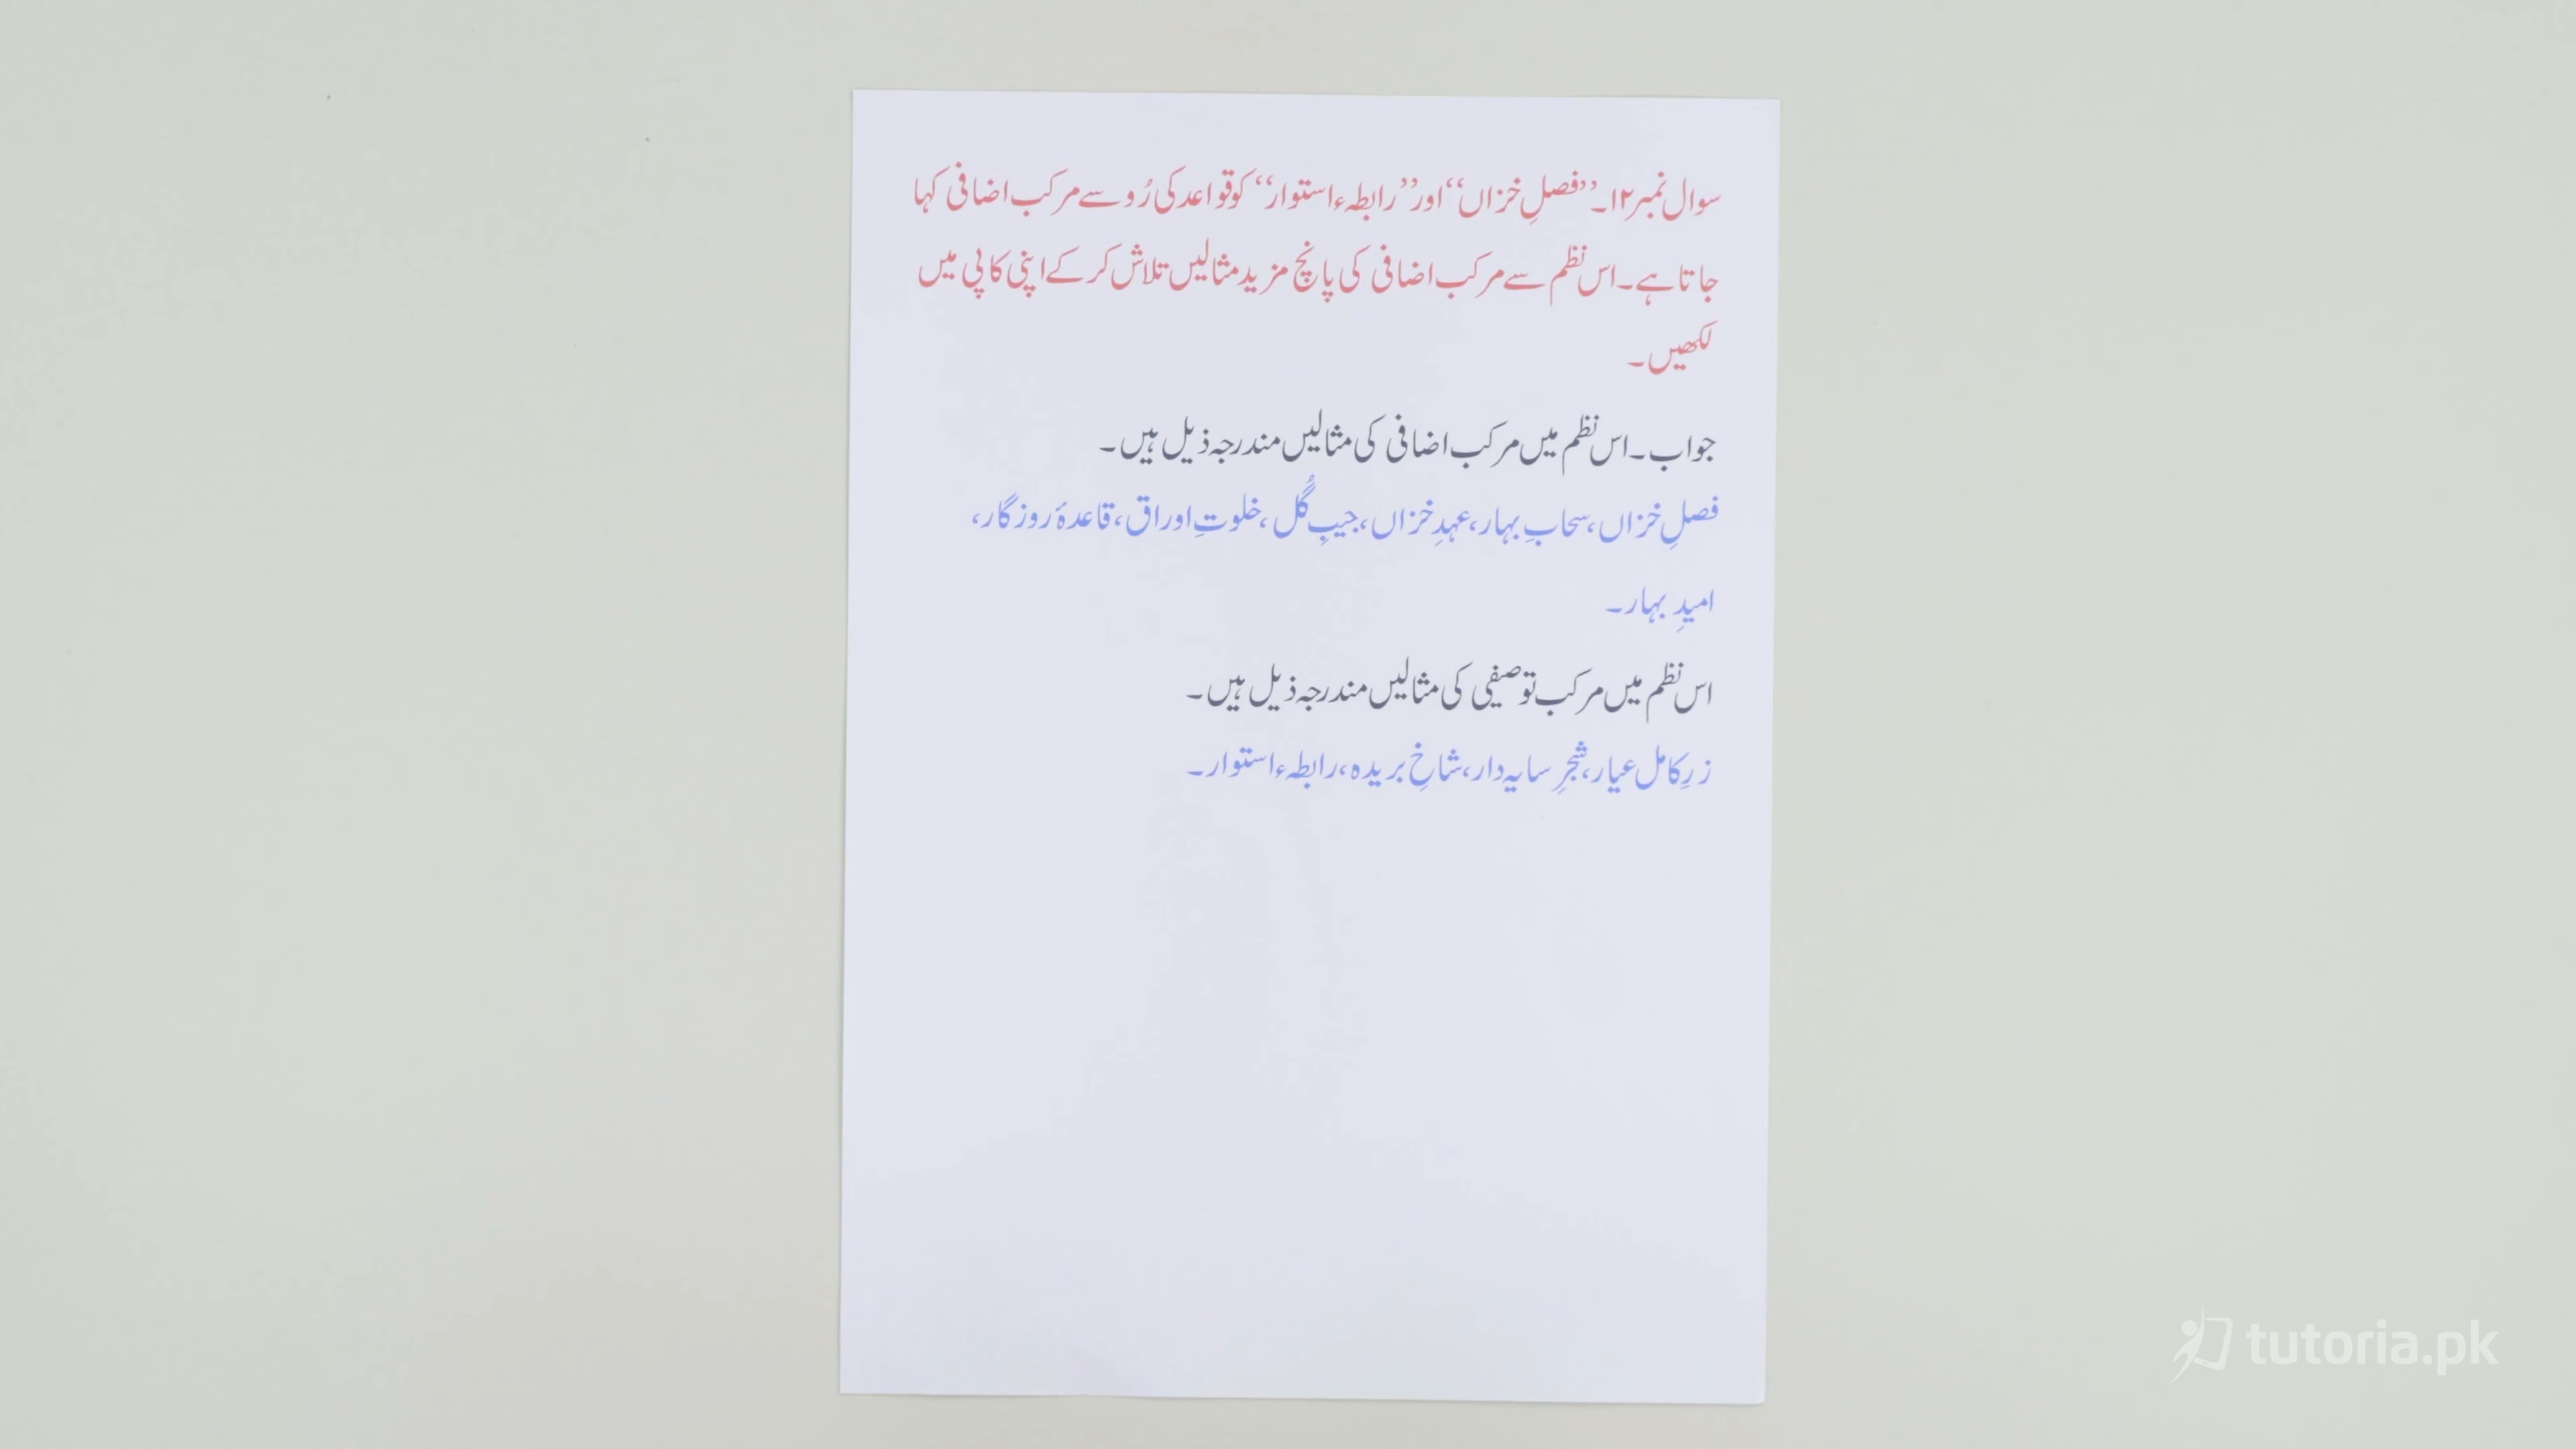 سوال نمبر ۱۲۔ ’’فصلِ خزاں‘‘ اور ’’رابطہء استوار‘‘ کو قواعد کی رُو سے مرکب اضافی کہا
جاتا ہے۔ اس نظم سے مرکب اضافی کی پانچ مزید مثالیں تلاش کر کے اپنی کاپی میں
لکھیں۔
جواب۔ اس نظم میں مرکب اضافی کی مثالیں مندرجہ ذیل ہیں۔
فصلِ خزاں، سحابِ بہار، عہدِ خزاں، جیبِ گُل، خلوتِ اوراق، قاعدۂ روزگار،
امیدِ بہار۔
اس نظم میں مرکب توصیفی کی مثالیں مندرجہ ذیل ہیں۔
زرِ کامل عیار، شجرِ سایہ دار، شاخِ بریدہ، رابطہء استوار۔
tutoria.pk